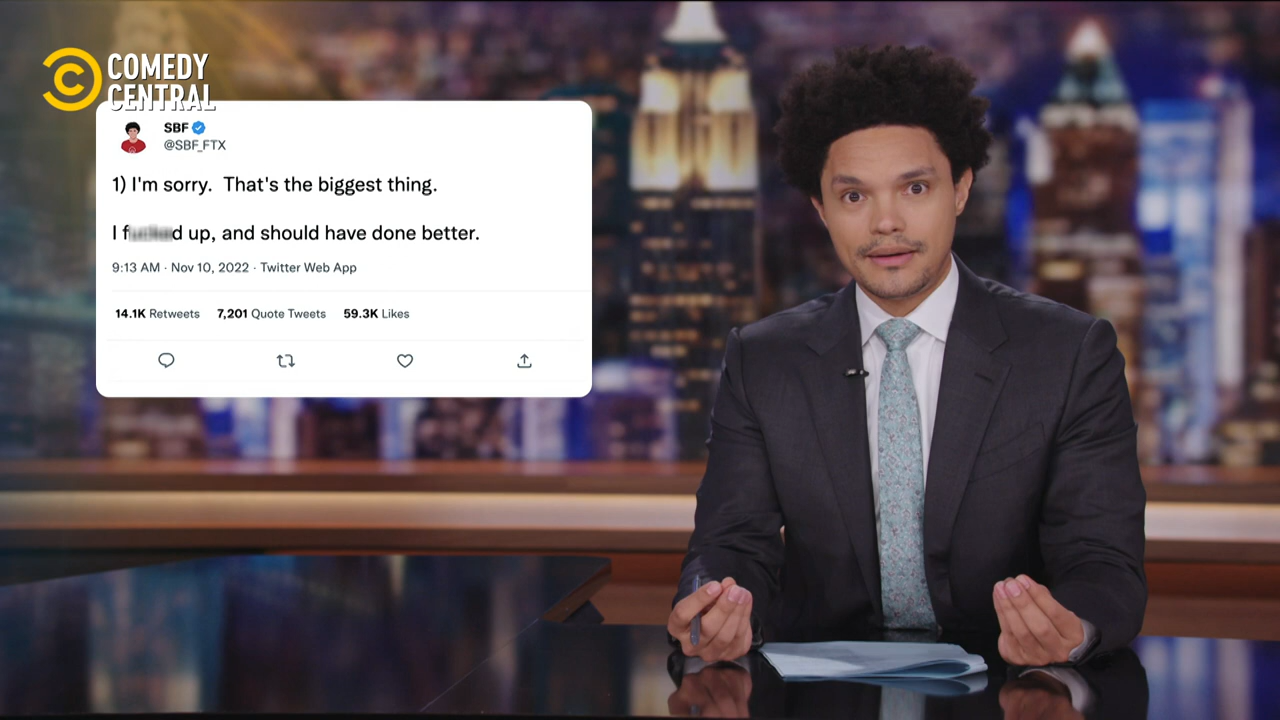 COMEDY
CENTRAL
SBF
@SBF_FTX
1) I'm sorry. That's the biggest thing.
I f d up, and should have done better.
9:13 AM · Nov 10, 2022 · Twitter Web App
14.1K Retweets 7,201 Quote Tweets 59.3K Likes